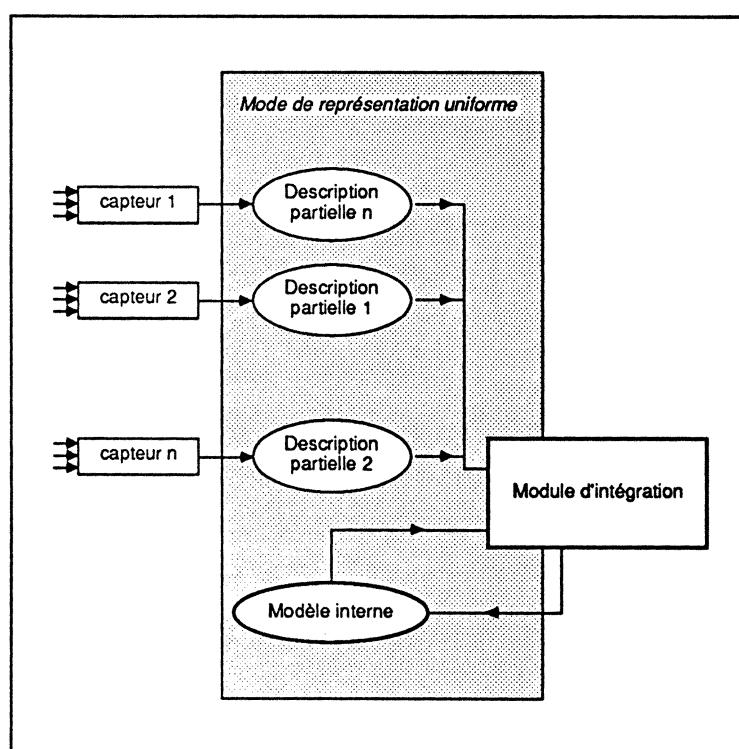 Mode de représentation uniforme
capteur 1
Description
partielle n
capteur 2
Description
partielle 1
capteur n
Description
partielle 2
Module d'intégration
Modèle interne